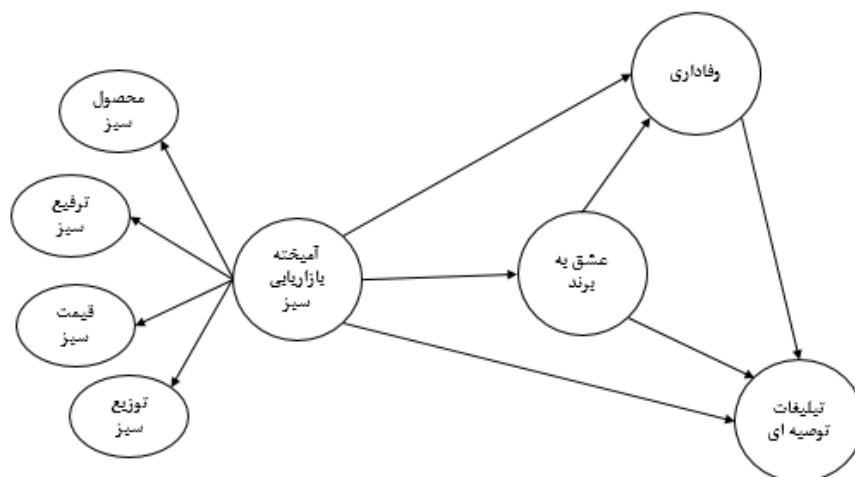 محصول
سبز
ترفیع
سبز
قیمت
سبز
توزیع
سبز
آمیخته
بازاریابی
سبز
عشق به
برند
وفاداری
تبلیغات
توصیه ای